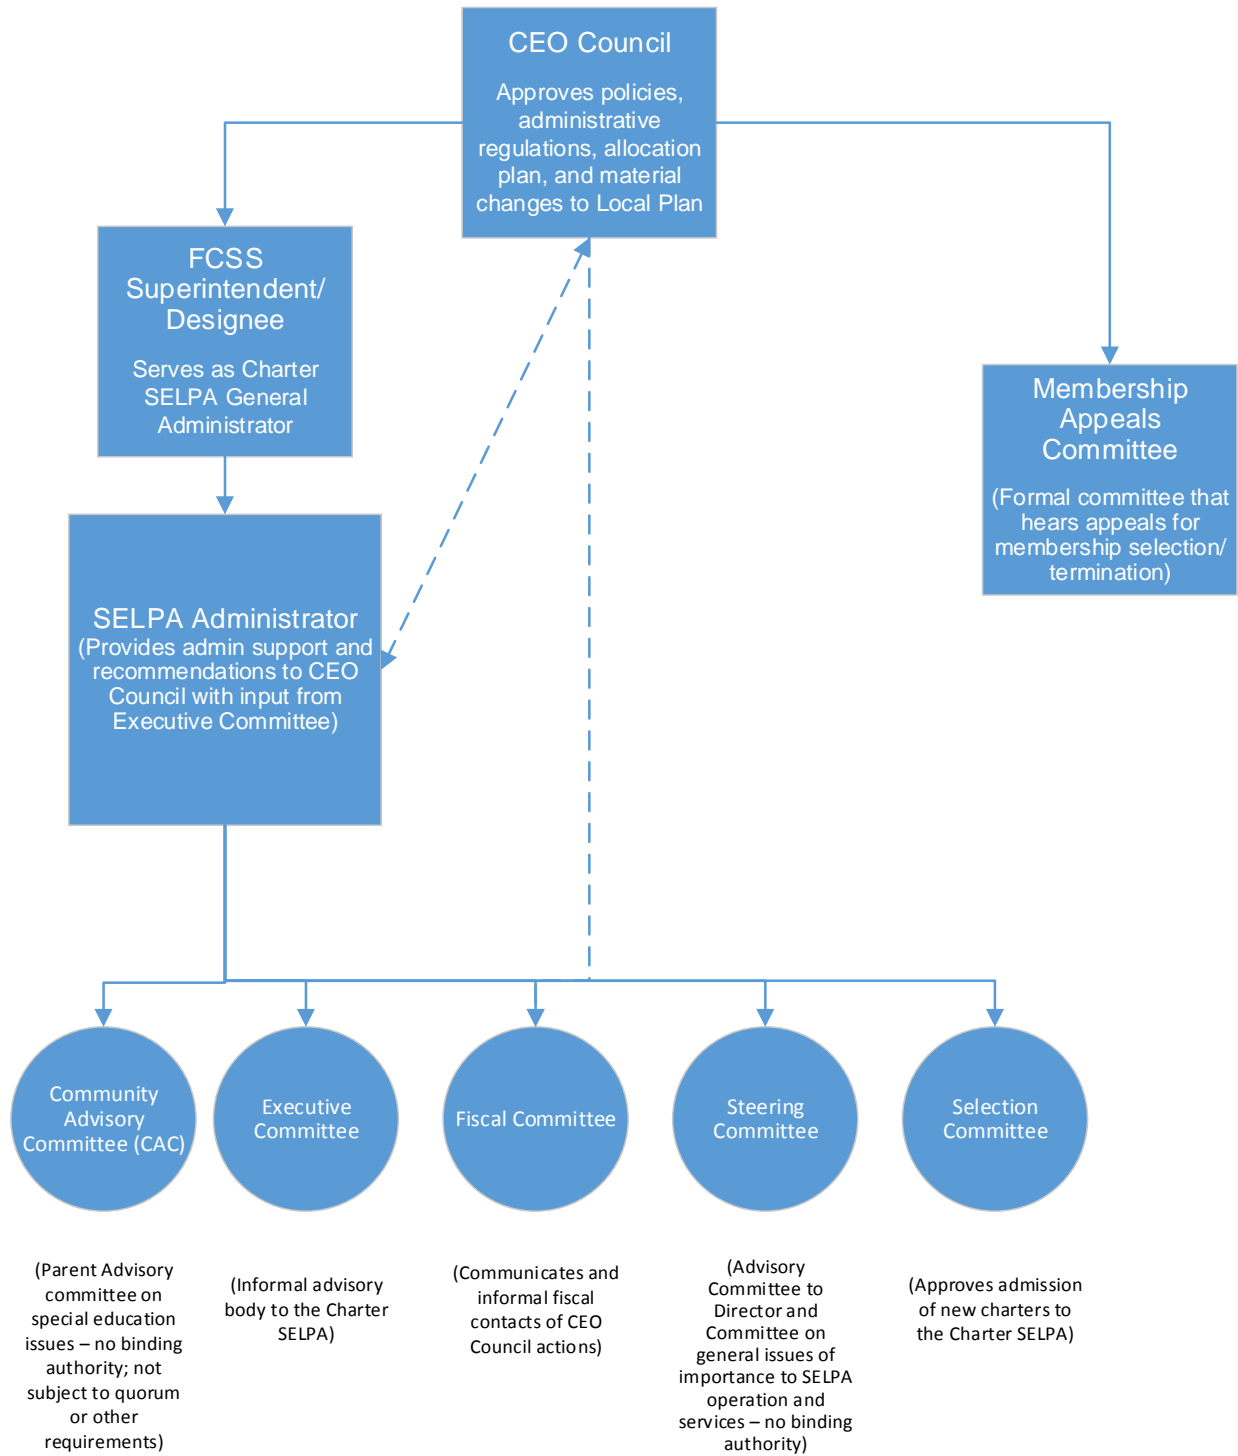 CEO Council
Approves policies,
administrative
regulations, allocation
plan, and material
changes to Local Plan
FCSS
Superintendent/
Designee
Serves as Charter
SELPA General
Administrator
Membership
Appeals
Committee
(Formal committee that
hears appeals for
membership selection/
termination)
SELPA Administrator
(Provides admin support and
recommendations to CEO
Council with input from
Executive Committee)
Community
Advisory
Committee (CAC)
Executive
Committee
Fiscal Committee
Steering
Committee
Selection
Committee
(Parent Advisory
committee on
special education
issues – no binding
authority; not
subject to quorum
or other
requirements)
(Informal advisory
body to the Charter
SELPA)
(Communicates and
informal fiscal
contacts of CEO
Council actions)
(Advisory
Committee to
Director and
Committee on
general issues of
importance to SELPA
operation and
services – no binding
authority)
(Approves admission
of new charters to
the Charter SELPA)